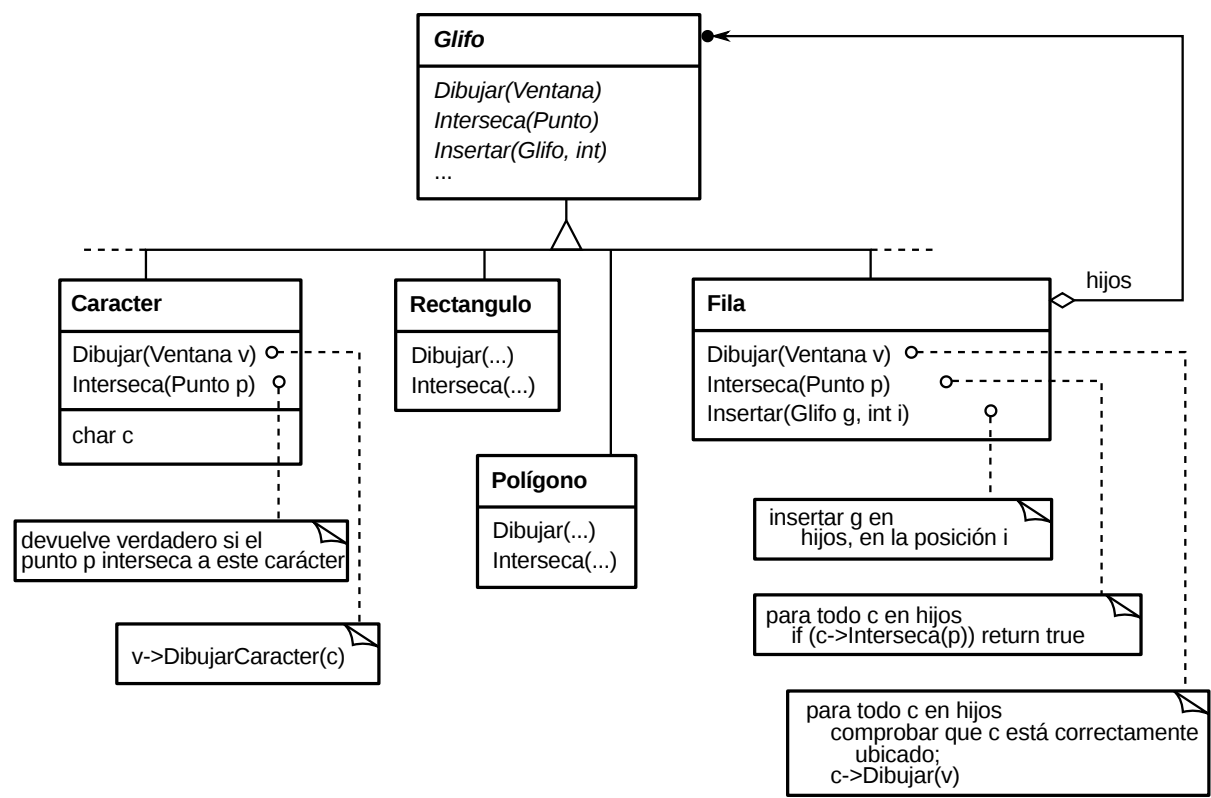 Glifo
Dibujar(Ventana)
Interseca(Punto)
Insertar(Glifo, int)
...
Caracter
Dibujar(Ventana v)
Interseca(Punto p)
char c
Rectangulo
Dibujar(...)
Interseca(...)
Polígono
Dibujar(...)
Interseca(...)
Fila
Dibujar(Ventana v)
Interseca(Punto p)
Insertar(Glifo g, int i)
hijos
devuelve verdadero si el
punto p interseca a este carácter
v->DibujarCaracter(c)
insertar g en
hijos, en la posición i
para todo c en hijos
if (c->Interseca(p)) return true
para todo c en hijos
comprobar que c está correctamente
ubicado;
c->Dibujar(v)